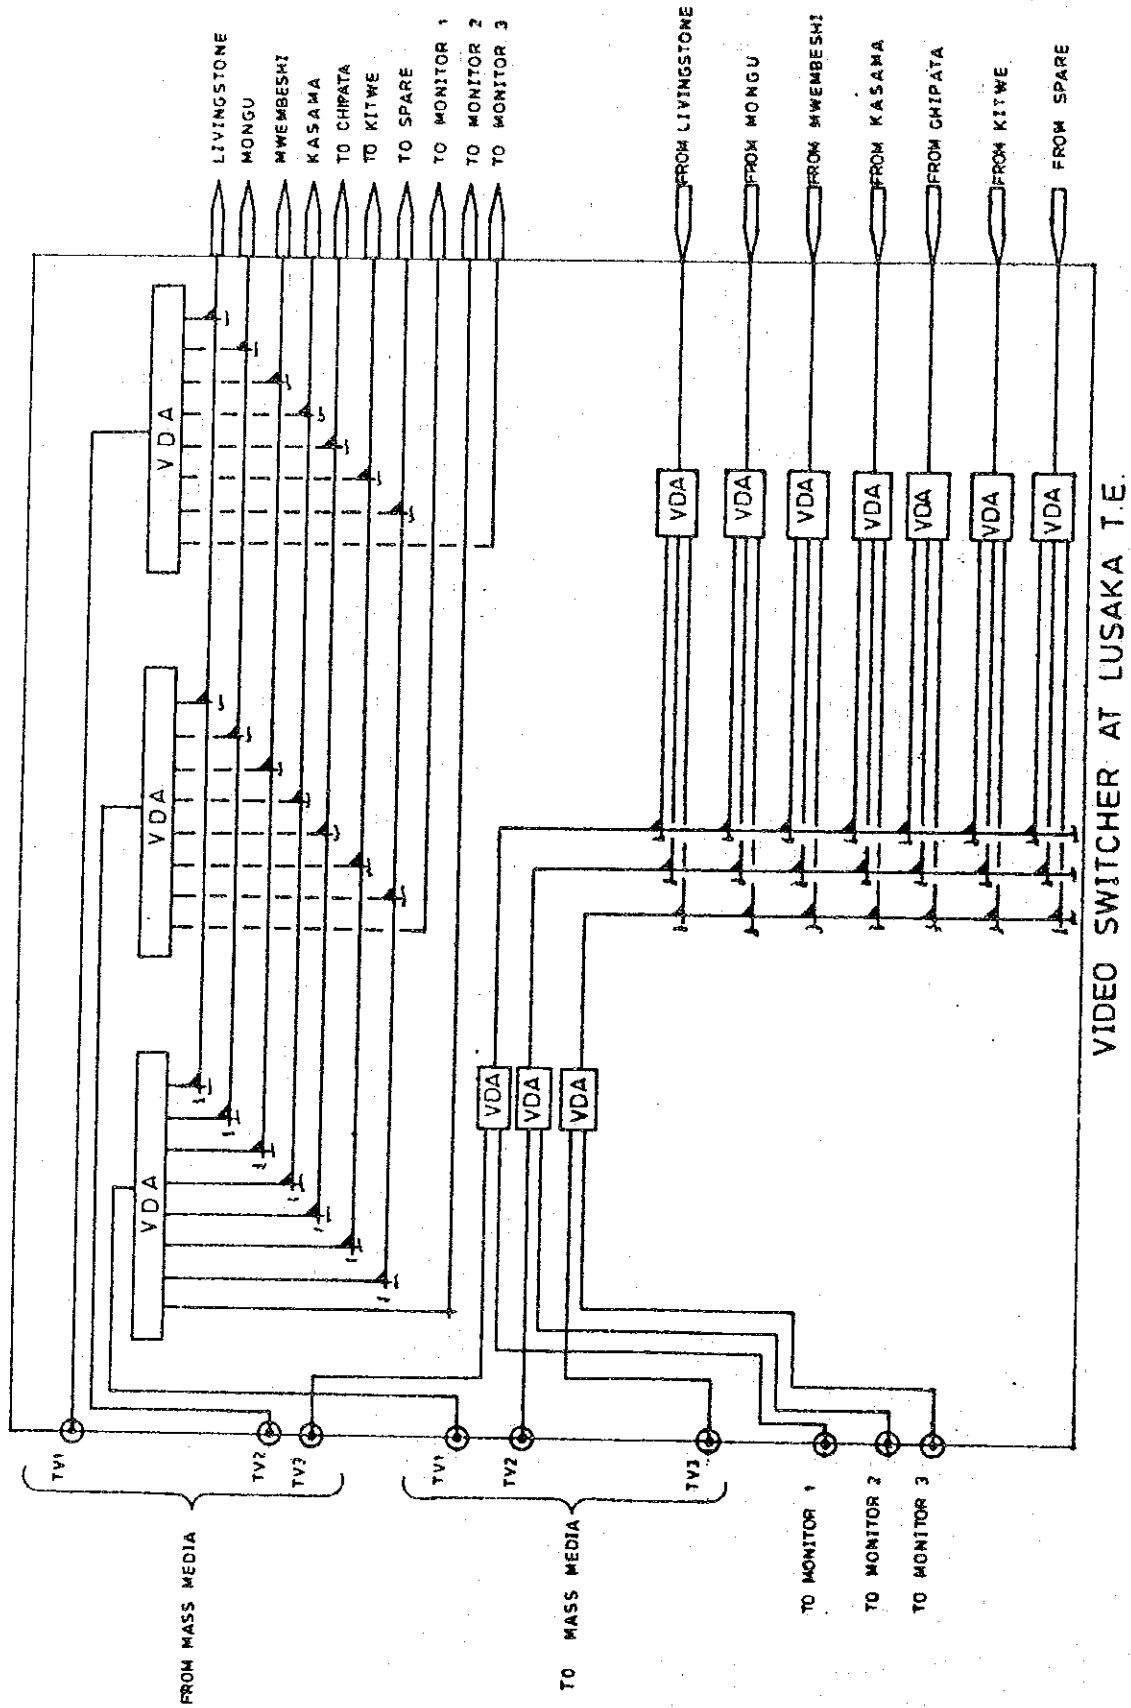 LIVINGSTONE
MONGU
MWEMBESHI
KASAMA
TO CHIPATA
TO KITWE
TO SPARE
TO MONITOR 1
TO MONITOR 2
TO MONITOR 3
FROM LIVINGSTONE
FROM MONGU
FROM MWEMBESHI
FROM KASAMA
FROM CHIPATA
FROM KITWE
FROM SPARE
VDA
VDA
VDA
VDA
VDA
VDA
VDA
VDA
VDA
VDA
VDA
VDA
VDA
TV1
TV2
TV3
FROM MASS MEDIA
TV1
TV2
TV3
TO MASS MEDIA
TO MONITOR 1
TO MONITOR 2
TO MONITOR 3
VIDEO SWITCHER AT LUSAKA T.E.